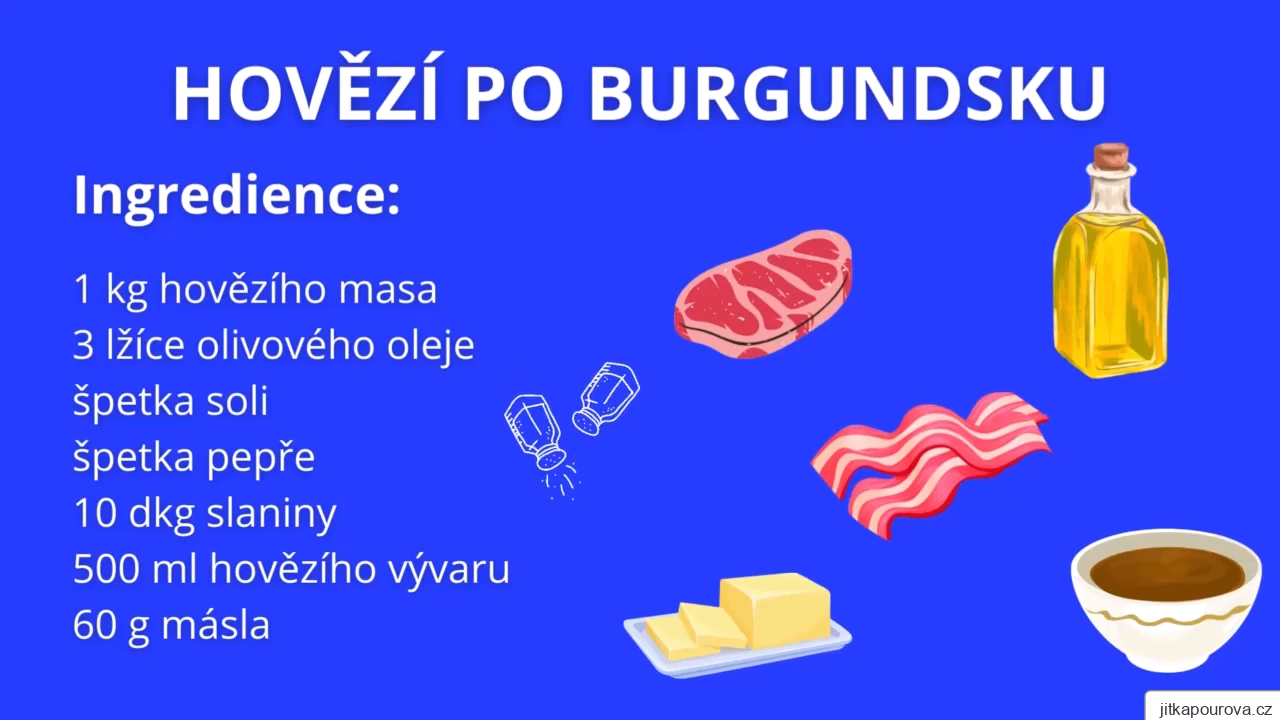 HOVĚZÍ PO BURGUNDSKU
Ingredience:
1 kg hovězího masa
3 lžíce olivového oleje
špetka soli
špetka pepře
10 dkg slaniny
500 ml hovězího vývaru
60 g másla
jitkapourova.cz